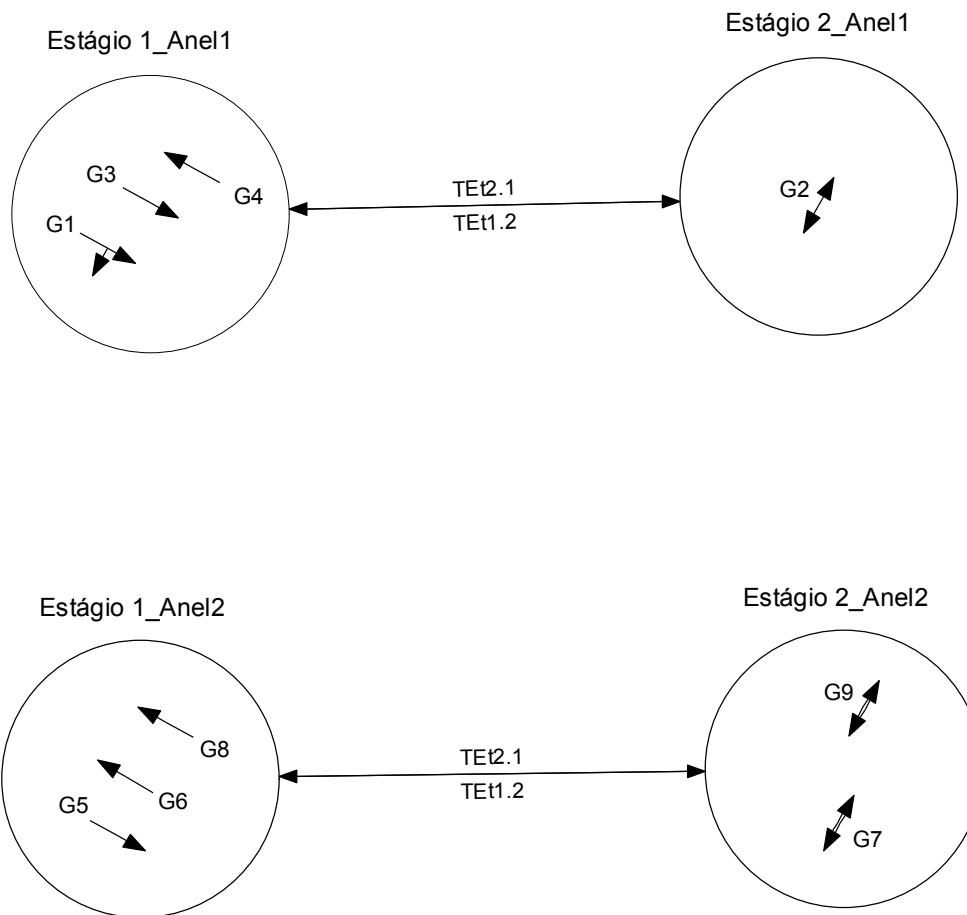 Estágio 1_Anel1
Estágio 2_Anel1
G3
G4
G1
TEt2.1
TEt1.2
G2
Estágio 1_Anel2
Estágio 2_Anel2
G8
G6
G5
TEt2.1
TEt1.2
G9
G7